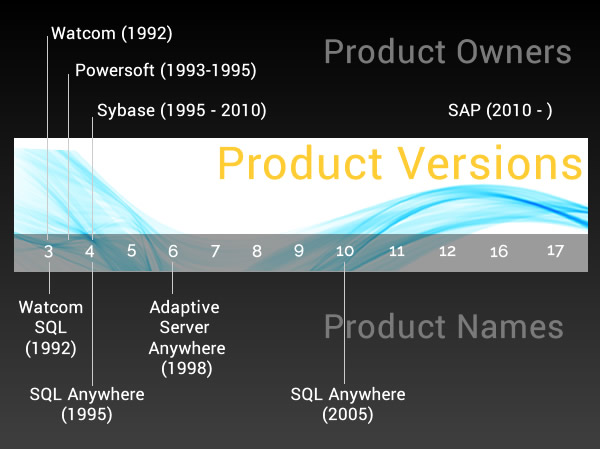 Watcom (1992)
Product Owners
Powersoft (1993-1995)
Sybase (1995 - 2010)
SAP (2010 - )
Product Versions
3 4 5 6 7 8 9 10 11 12 16 17
Watcom
SQL
(1992)
Adaptive
Server
Anywhere
(1998)
Product Names
SQL Anywhere
(1995)
SQL Anywhere
(2005)